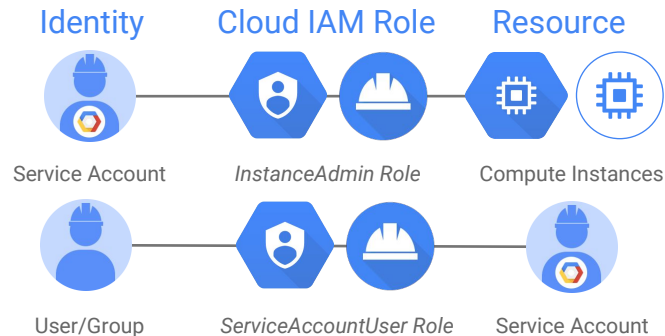 Identity Cloud IAM Role Resource
Service Account InstanceAdmin Role Compute Instances
User/Group ServiceAccountUser Role Service Account